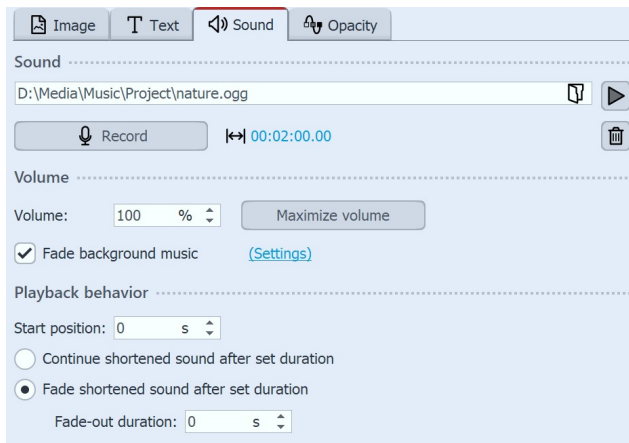 Image Text Sound Opacity
Sound
D:\Media\Music\Project\nature.ogg
Record 00:02:00.00
Volume
Volume: 100 % Maximize volume
Fade background music (Settings)
Playback behavior
Start position: 0 s
Continue shortened sound after set duration
Fade shortened sound after set duration
Fade-out duration: 0 s